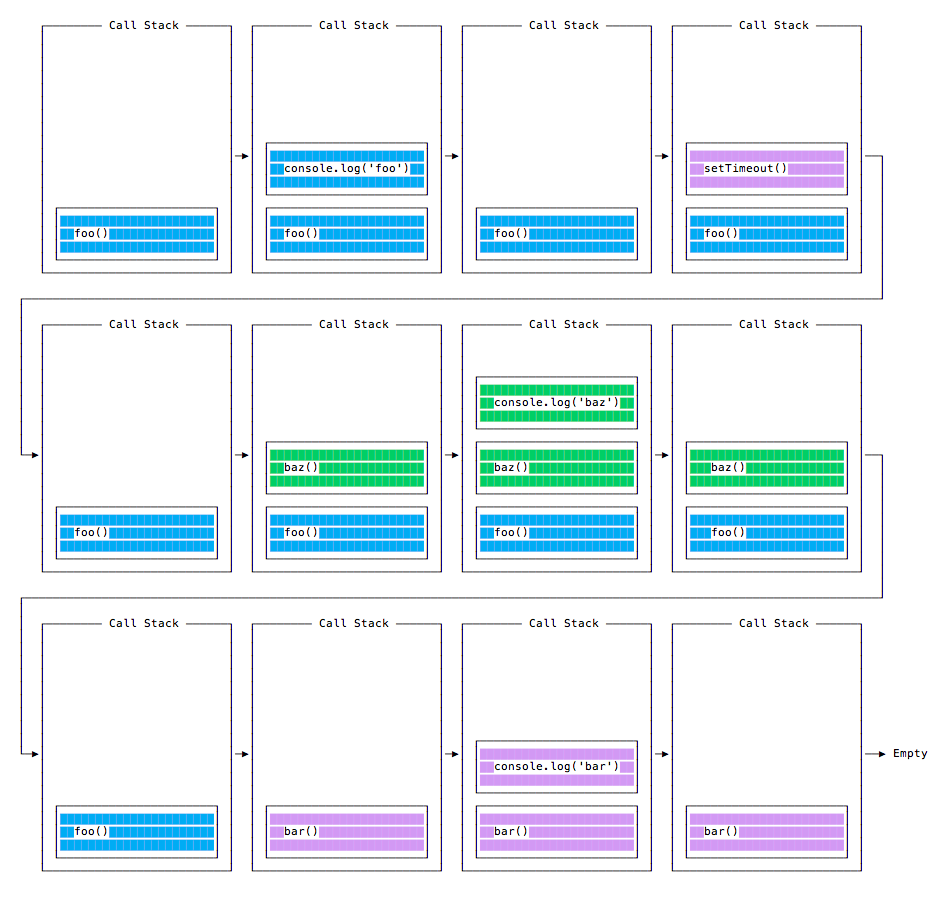 Call Stack
foo()
Call Stack
console.log('foo')
foo()
Call Stack
foo()
Call Stack
setTimeout()
foo()
Call Stack
foo()
Call Stack
baz()
foo()
Call Stack
console.log('baz')
baz()
foo()
Call Stack
baz()
foo()
Call Stack
foo()
Call Stack
bar()
Call Stack
console.log('bar')
bar()
Call Stack
bar()
Empty